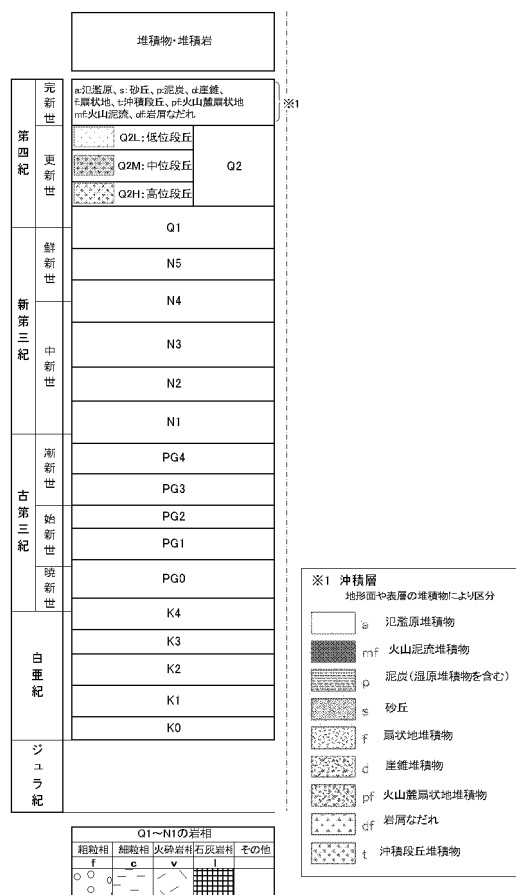 堆積物・堆積岩
第四紀
完新世
a:氾濫原、s:砂丘、p:泥炭、d:崖錐、
f:扇状地、t:沖積段丘、pf:火山麓扇状地
mf:火山泥流、df:岩屑なだれ
※1
更新世
Q2L:低位段丘
Q2M:中位段丘
Q2H:高位段丘
Q2
Q1
新第三紀
鮮新世
N5
N4
中新世
N3
N2
N1
古第三紀
漸新世
PG4
PG3
始新世
PG2
PG1
暁新世
PG0
白亜紀
K4
K3
K2
K1
K0
ジュラ紀
※1 沖積層
地形面や表層の堆積物により区分
a 氾濫原堆積物
mf 火山泥流堆積物
p 泥炭(湿原堆積物を含む)
s 砂丘
f 扇状地堆積物
d 崖錐堆積物
pf 火山麓扇状地堆積物
df 岩屑なだれ
t 沖積段丘堆積物
Q1~N1の岩相
粗粒相 細粒相 火砕岩相 石灰岩相 その他
f c v l